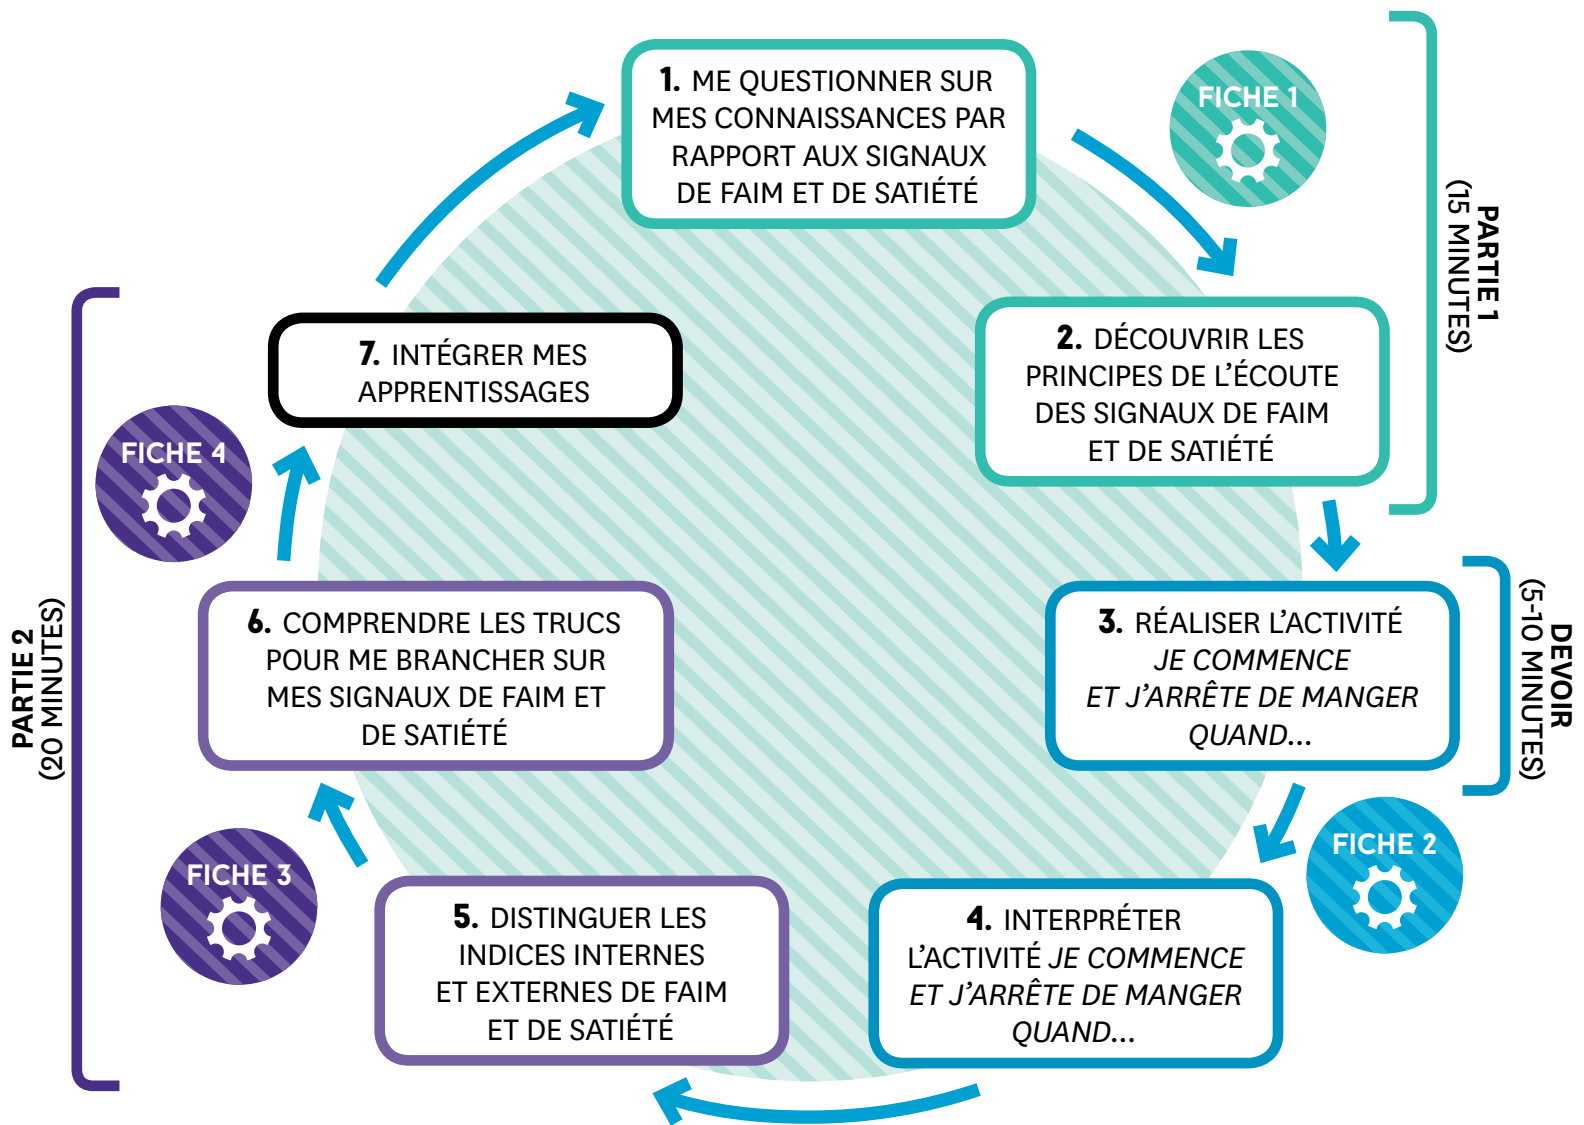 1. ME QUESTIONNER SUR
MES CONNAISSANCES PAR
RAPPORT AUX SIGNAUX
DE FAIM ET DE SATIÉTÉ
FICHE 1
PARTIE 1
(15 MINUTES)
2. DÉCOUVRIR LES
PRINCIPES DE L’ÉCOUTE
DES SIGNAUX DE FAIM
ET DE SATIÉTÉ
3. RÉALISER L’ACTIVITÉ
JE COMMENCE
ET J’ARRÊTE DE MANGER
QUAND...
DEVOIR
(5-10 MINUTES)
FICHE 2
4. INTERPRÉTER
L’ACTIVITÉ JE COMMENCE
ET J’ARRÊTE DE MANGER
QUAND...
5. DISTINGUER LES
INDICES INTERNES
ET EXTERNES DE FAIM
ET DE SATIÉTÉ
FICHE 3
6. COMPRENDRE LES TRUCS
POUR ME BRANCHER SUR
MES SIGNAUX DE FAIM ET
DE SATIÉTÉ
PARTIE 2
(20 MINUTES)
FICHE 4
7. INTÉGRER MES
APPRENTISSAGES